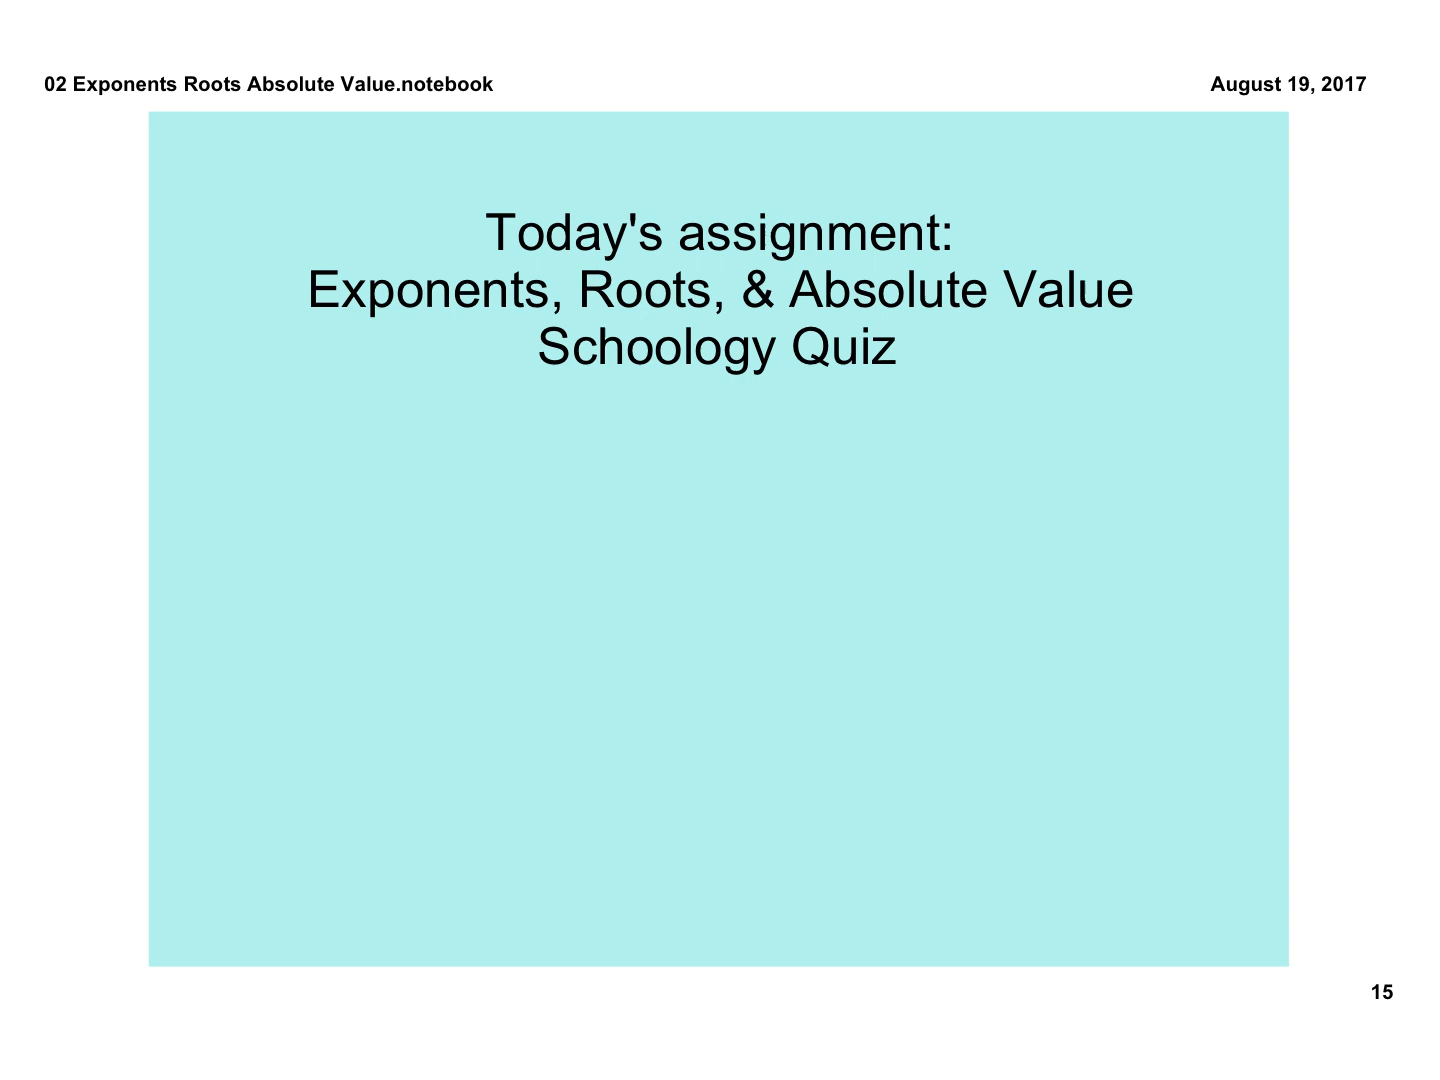 02 Exponents Roots Absolute Value.notebook
August 19, 2017
Today's assignment:
Exponents, Roots, & Absolute Value
Schoology Quiz
15